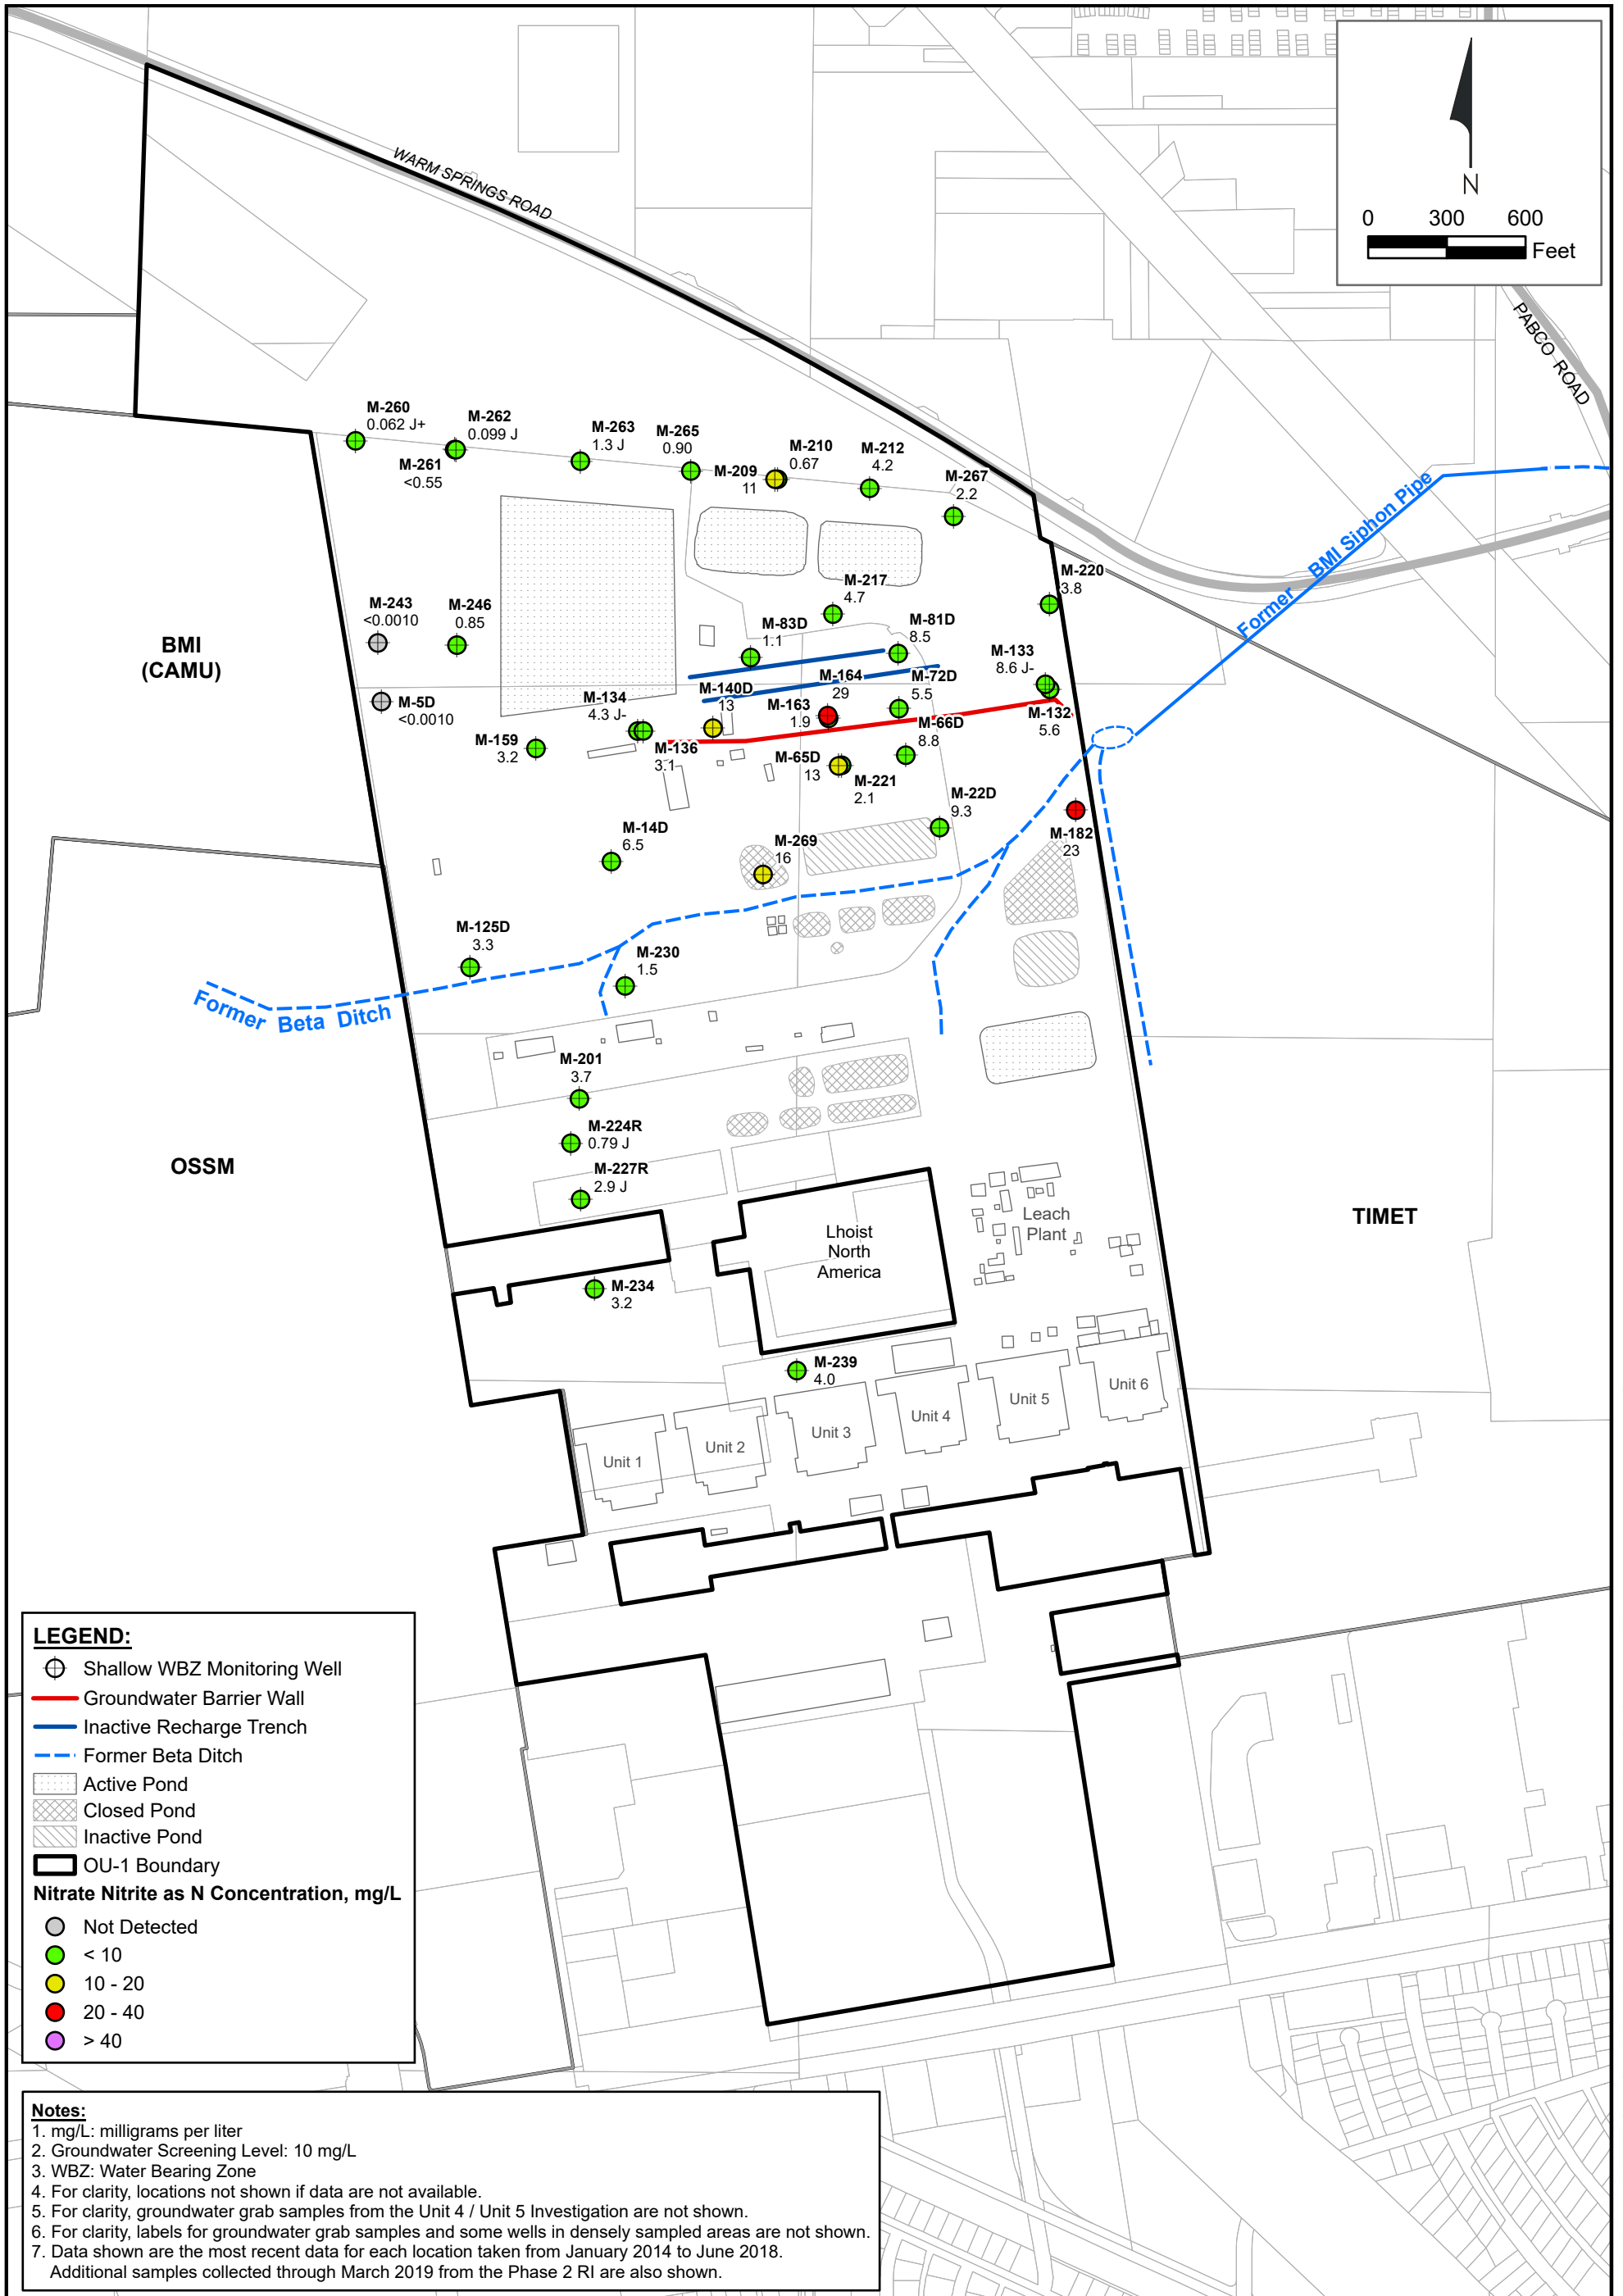 WARM SPRINGS ROAD
N
0 300 600
Feet
PABCO ROAD
M-260
0.062 J+
M-262
0.099 J
M-261
<0.55
M-263
1.3 J
M-265
0.90
M-209
11
M-210
0.67
M-212
4.2
M-267
2.2
Former BMI Siphon Pipe
M-220
3.8
M-217
4.7
M-243
<0.0010
M-246
0.85
M-83D
1.1
M-81D
8.5
M-133
8.6 J-
BMI
(CAMU)
M-164
29
M-72D
5.5
M-140D
13
M-134
4.3 J-
M-163
1.9
M-5D
<0.0010
M-132
5.6
M-66D
8.8
M-159
3.2
M-136
3.1
M-65D
13
M-221
2.1
M-22D
9.3
M-182
23
M-14D
6.5
M-269
16
M-125D
3.3
M-230
1.5
Former Beta Ditch
M-201
3.7
M-224R
0.79 J
OSSM
M-227R
2.9 J
TIMET
Leach
Plant
Lhoist
North
America
M-234
3.2
M-239
4.0
Unit 1
Unit 2
Unit 3
Unit 4
Unit 5
Unit 6
LEGEND:
Shallow WBZ Monitoring Well
Groundwater Barrier Wall
Inactive Recharge Trench
Former Beta Ditch
Active Pond
Closed Pond
Inactive Pond
OU-1 Boundary
Nitrate Nitrite as N Concentration, mg/L
Not Detected
< 10
10 - 20
20 - 40
> 40
Notes:
1. mg/L: milligrams per liter
2. Groundwater Screening Level: 10 mg/L
3. WBZ: Water Bearing Zone
4. For clarity, locations not shown if data are not available.
5. For clarity, groundwater grab samples from the Unit 4 / Unit 5 Investigation are not shown.
6. For clarity, labels for groundwater grab samples and some wells in densely sampled areas are not shown.
7. Data shown are the most recent data for each location taken from January 2014 to June 2018.
Additional samples collected through March 2019 from the Phase 2 RI are also shown.